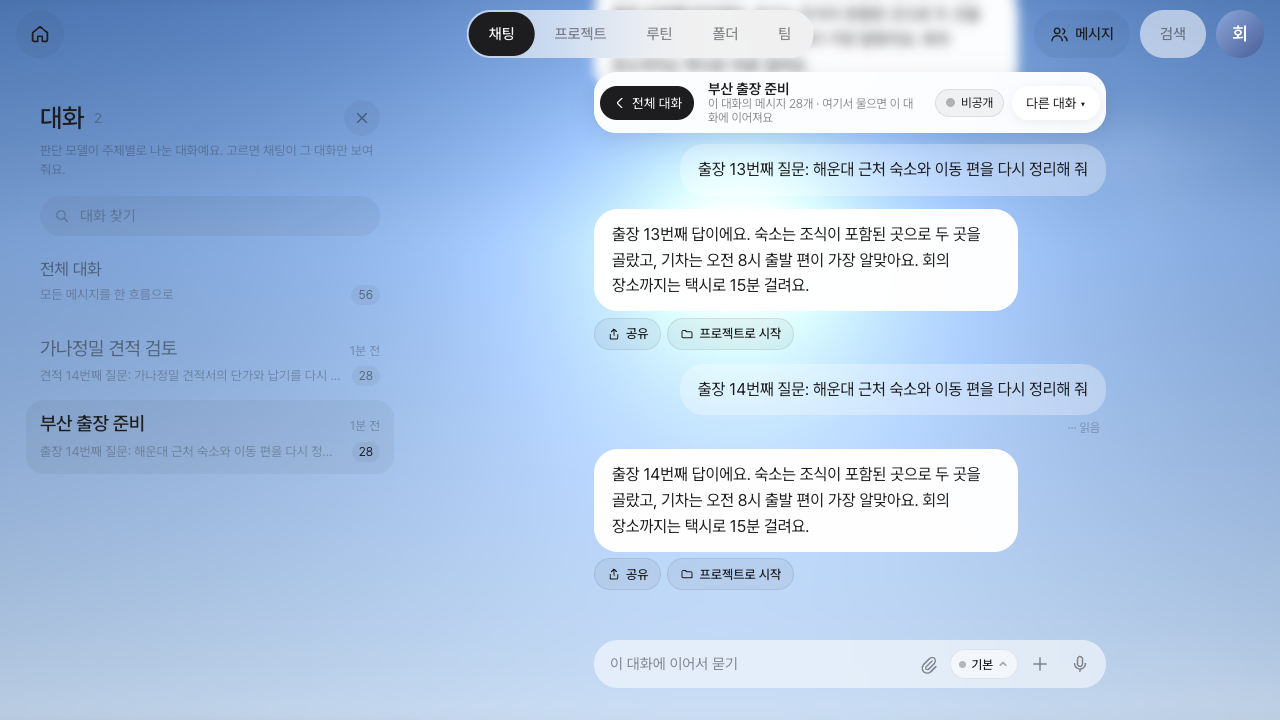 채팅
프로젝트
루틴
폴더
팀
메시지
검색
회
대화 2
판단 모델이 주제별로 나눈 대화예요. 고르면 채팅이 그 대화만 보여
줘요.
대화 찾기
전체 대화
모든 메시지를 한 흐름으로 56
가나정밀 견적 검토 1분 전
견적 14번째 질문: 가나정밀 견적서의 단가와 납기를 다시 ... 28
부산 출장 준비 1분 전
출장 14번째 질문: 해운대 근처 숙소와 이동 편을 다시 정... 28
전체 대화
부산 출장 준비
이 대화의 메시지 28개 · 여기서 물으면 이 대
화에 이어져요
비공개
다른 대화 ▾
출장 13번째 질문: 해운대 근처 숙소와 이동 편을 다시 정리해 줘
출장 13번째 답이에요. 숙소는 조식이 포함된 곳으로 두 곳을
골랐고, 기차는 오전 8시 출발 편이 가장 알맞아요. 회의
장소까지는 택시로 15분 걸려요.
공유
프로젝트로 시작
출장 14번째 질문: 해운대 근처 숙소와 이동 편을 다시 정리해 줘
··· 읽음
출장 14번째 답이에요. 숙소는 조식이 포함된 곳으로 두 곳을
골랐고, 기차는 오전 8시 출발 편이 가장 알맞아요. 회의
장소까지는 택시로 15분 걸려요.
공유
프로젝트로 시작
이 대화에 이어서 묻기
기본